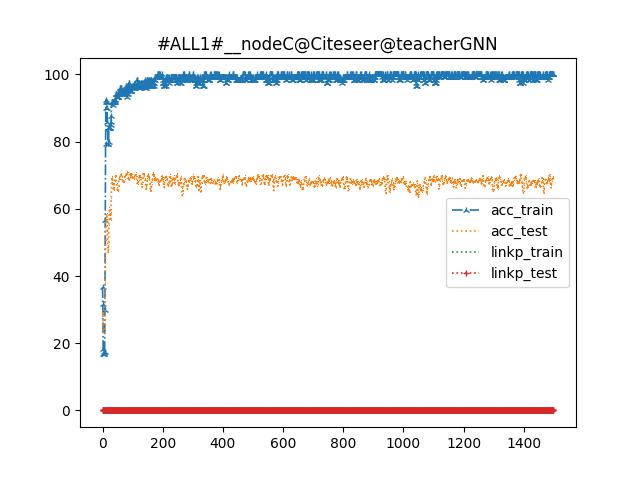 #ALL1#__nodeC@Citeseer@teacherGNN
100
80
60
40
20
0
0 200 400 600 800 1000 1200 1400
acc_train
acc_test
linkp_train
linkp_test